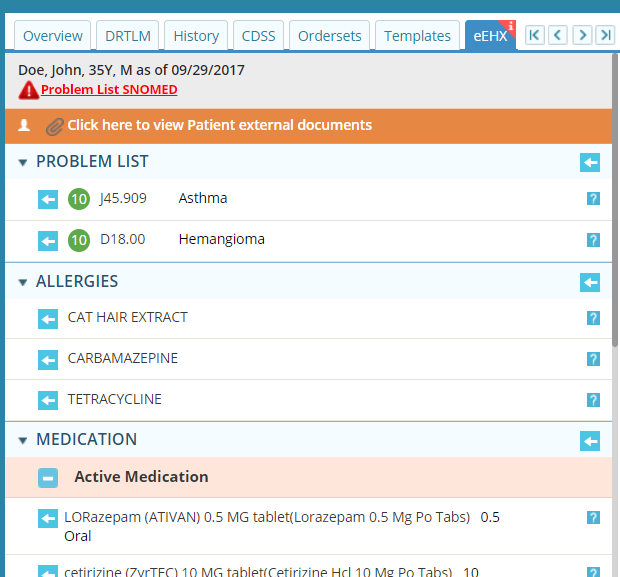 Overview DRTLM History CDSS Ordersets Templates eEHX i
Doe, John, 35Y, M as of 09/29/2017
Problem List SNOMED
Click here to view Patient external documents
PROBLEM LIST
10 J45.909 Asthma ?
10 D18.00 Hemangioma ?
ALLERGIES
CAT HAIR EXTRACT ?
CARBAMAZEPINE ?
TETRACYCLINE ?
MEDICATION
Active Medication
LORazepam (ATIVAN) 0.5 MG tablet(Lorazepam 0.5 Mg Po Tabs) 0.5 ?
Oral
cetirizine (ZyrTEC) 10 MG tablet(Cetirizine Hcl 10 Mg Po Tabs) 10 ?